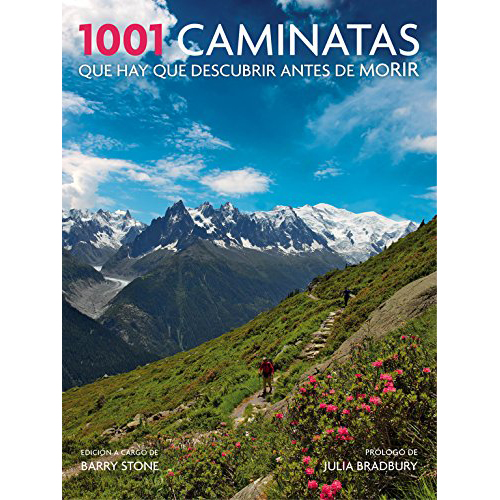 1001 CAMINATAS
QUE HAY QUE DESCUBRIR ANTES DE MORIR
EDICIÓN A CARGO DE
BARRY STONE
PRÓLOGO DE
JULIA BRADBURY